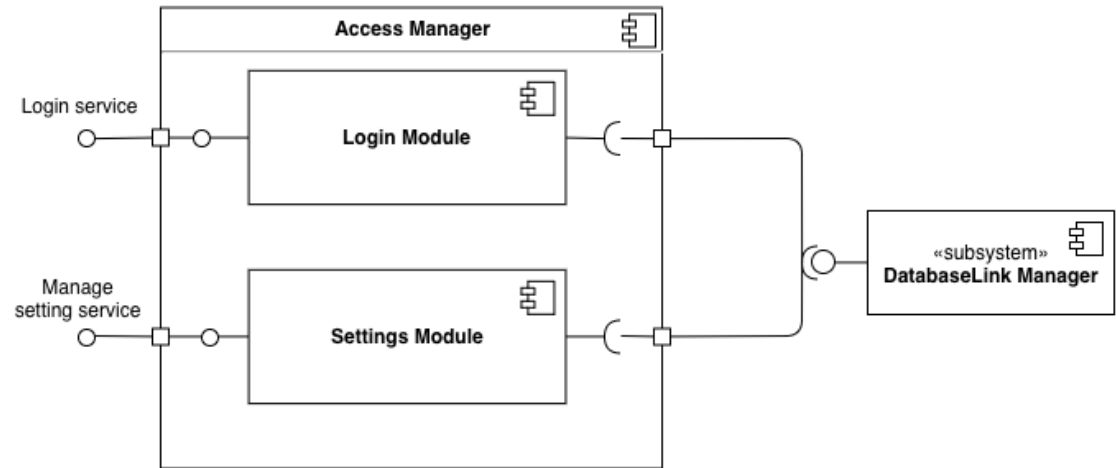 Access Manager
Login service
Login Module
«subsystem»
DatabaseLink Manager
Manage
setting service
Settings Module